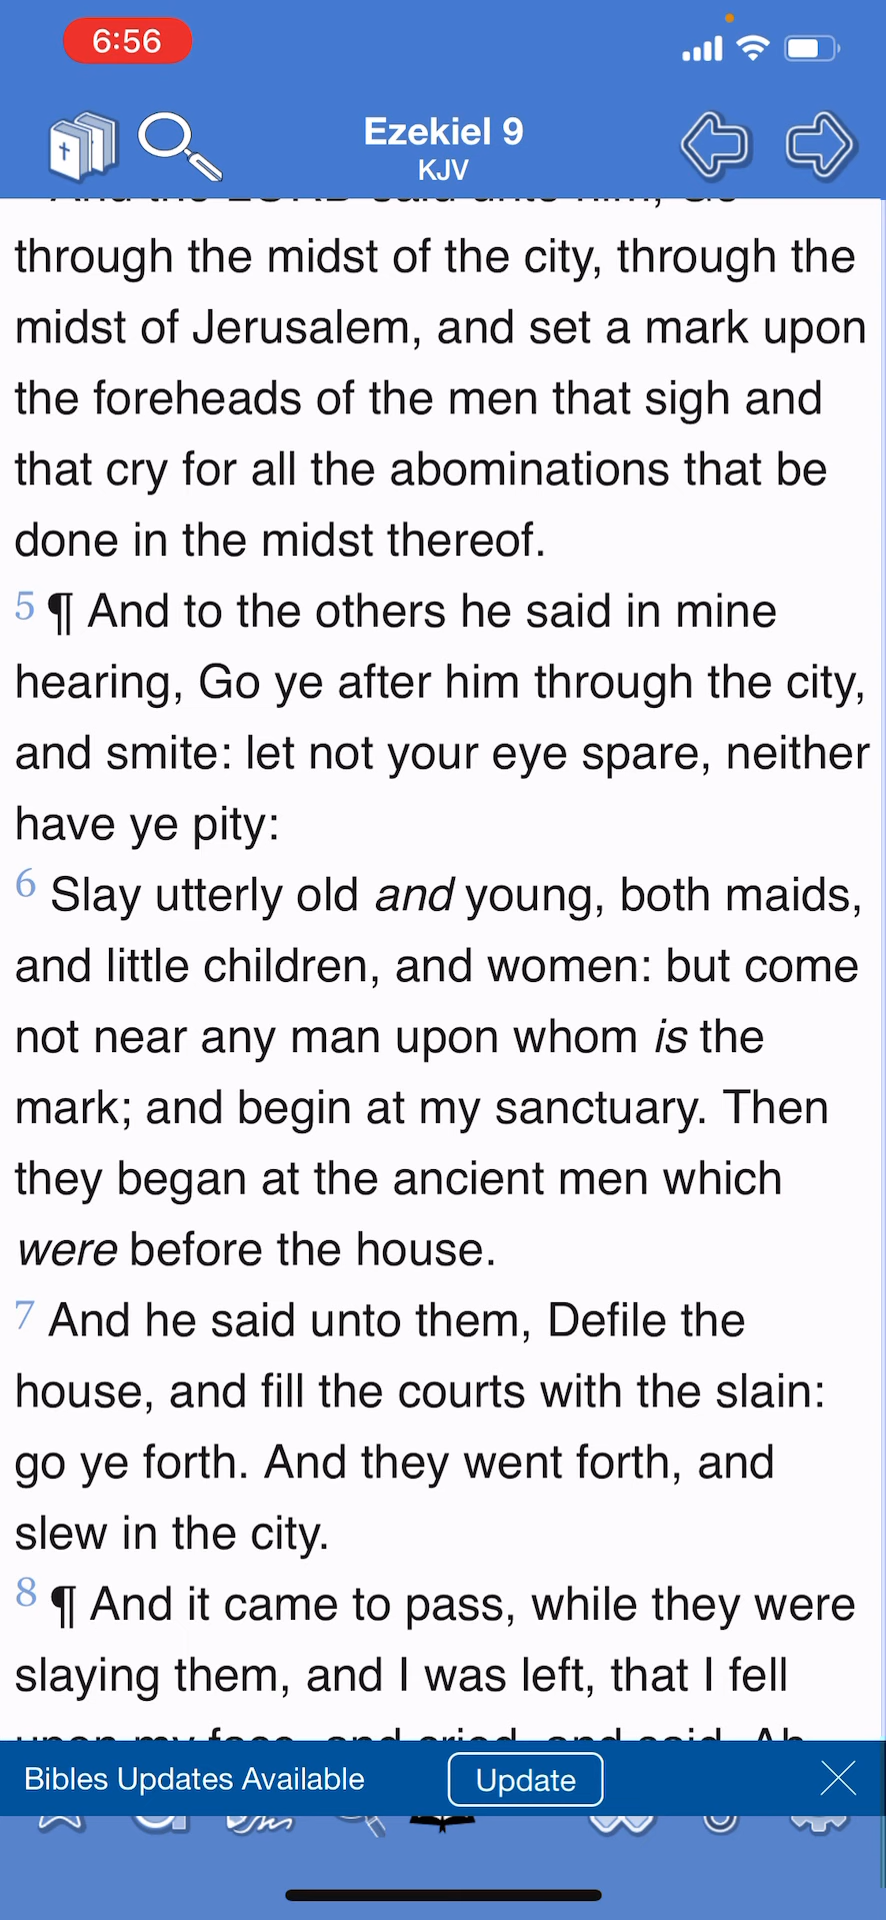 6:56
Ezekiel 9
KJV
through the midst of the city, through the
midst of Jerusalem, and set a mark upon
the foreheads of the men that sigh and
that cry for all the abominations that be
done in the midst thereof.
5 ¶ And to the others he said in mine
hearing, Go ye after him through the city,
and smite: let not your eye spare, neither
have ye pity:
6 Slay utterly old and young, both maids,
and little children, and women: but come
not near any man upon whom is the
mark; and begin at my sanctuary. Then
they began at the ancient men which
were before the house.
7 And he said unto them, Defile the
house, and fill the courts with the slain:
go ye forth. And they went forth, and
slew in the city.
8 ¶ And it came to pass, while they were
slaying them, and I was left, that I fell
upon my face, and cried, and said, Ah
Bibles Updates Available
Update